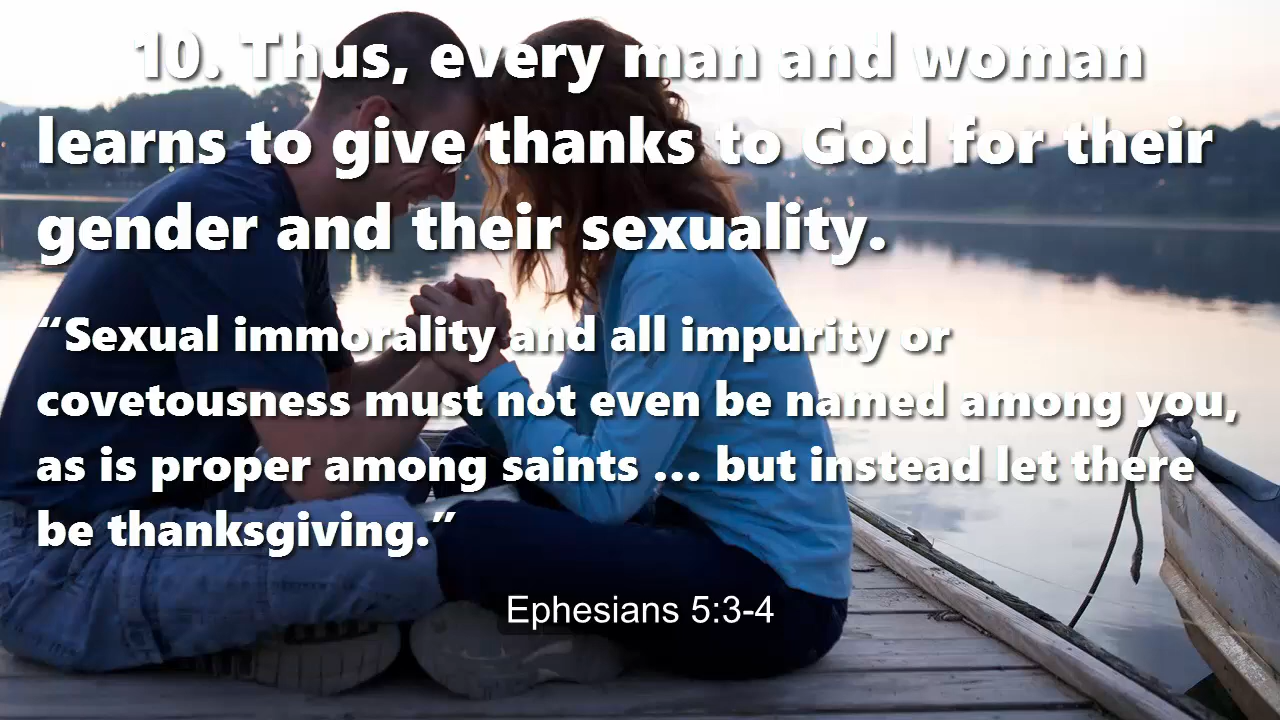 10. Thus, every man and woman
learns to give thanks to God for their
gender and their sexuality.
“Sexual immorality and all impurity or
covetousness must not even be named among you,
as is proper among saints … but instead let there
be thanksgiving.”
Ephesians 5:3-4